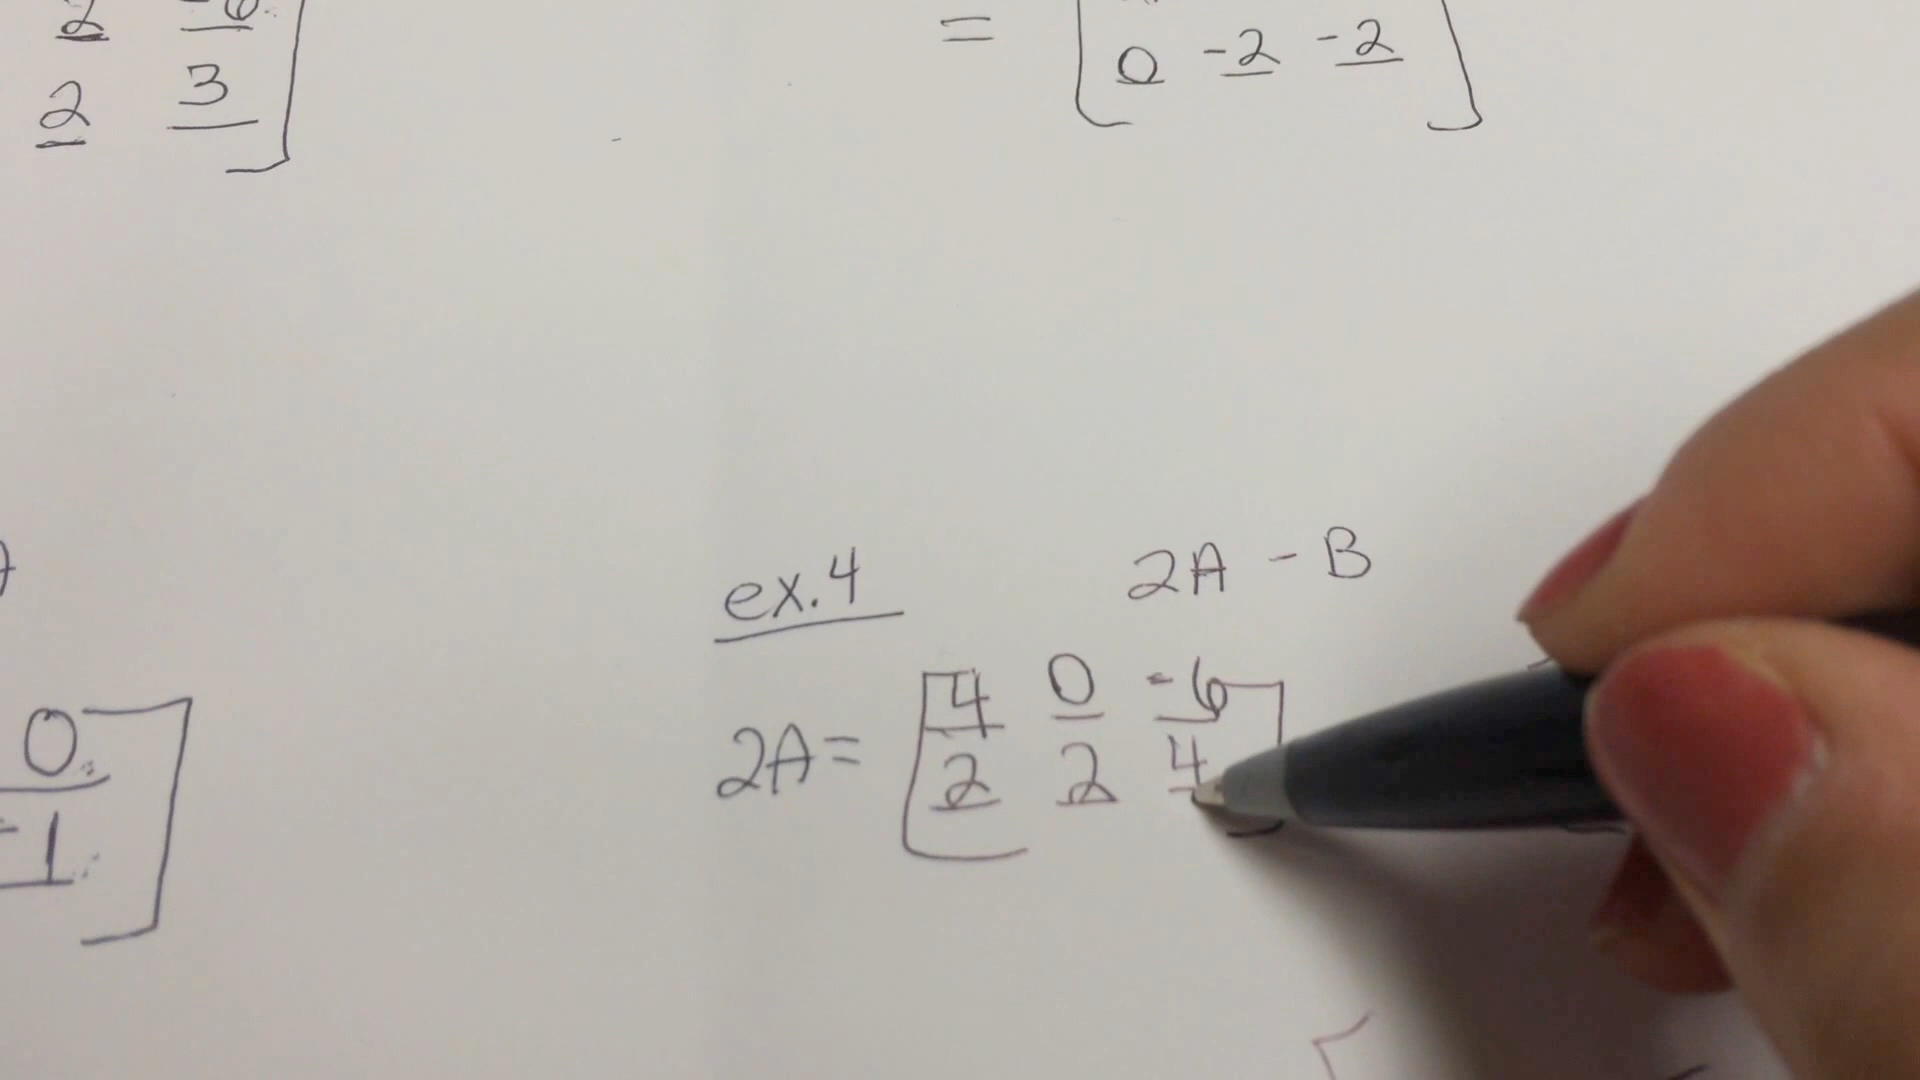 2 -6
2 3
= 0 -2 -2
ex.4 2A - B
4 0 -6
2A = 2 2 4
0
-1